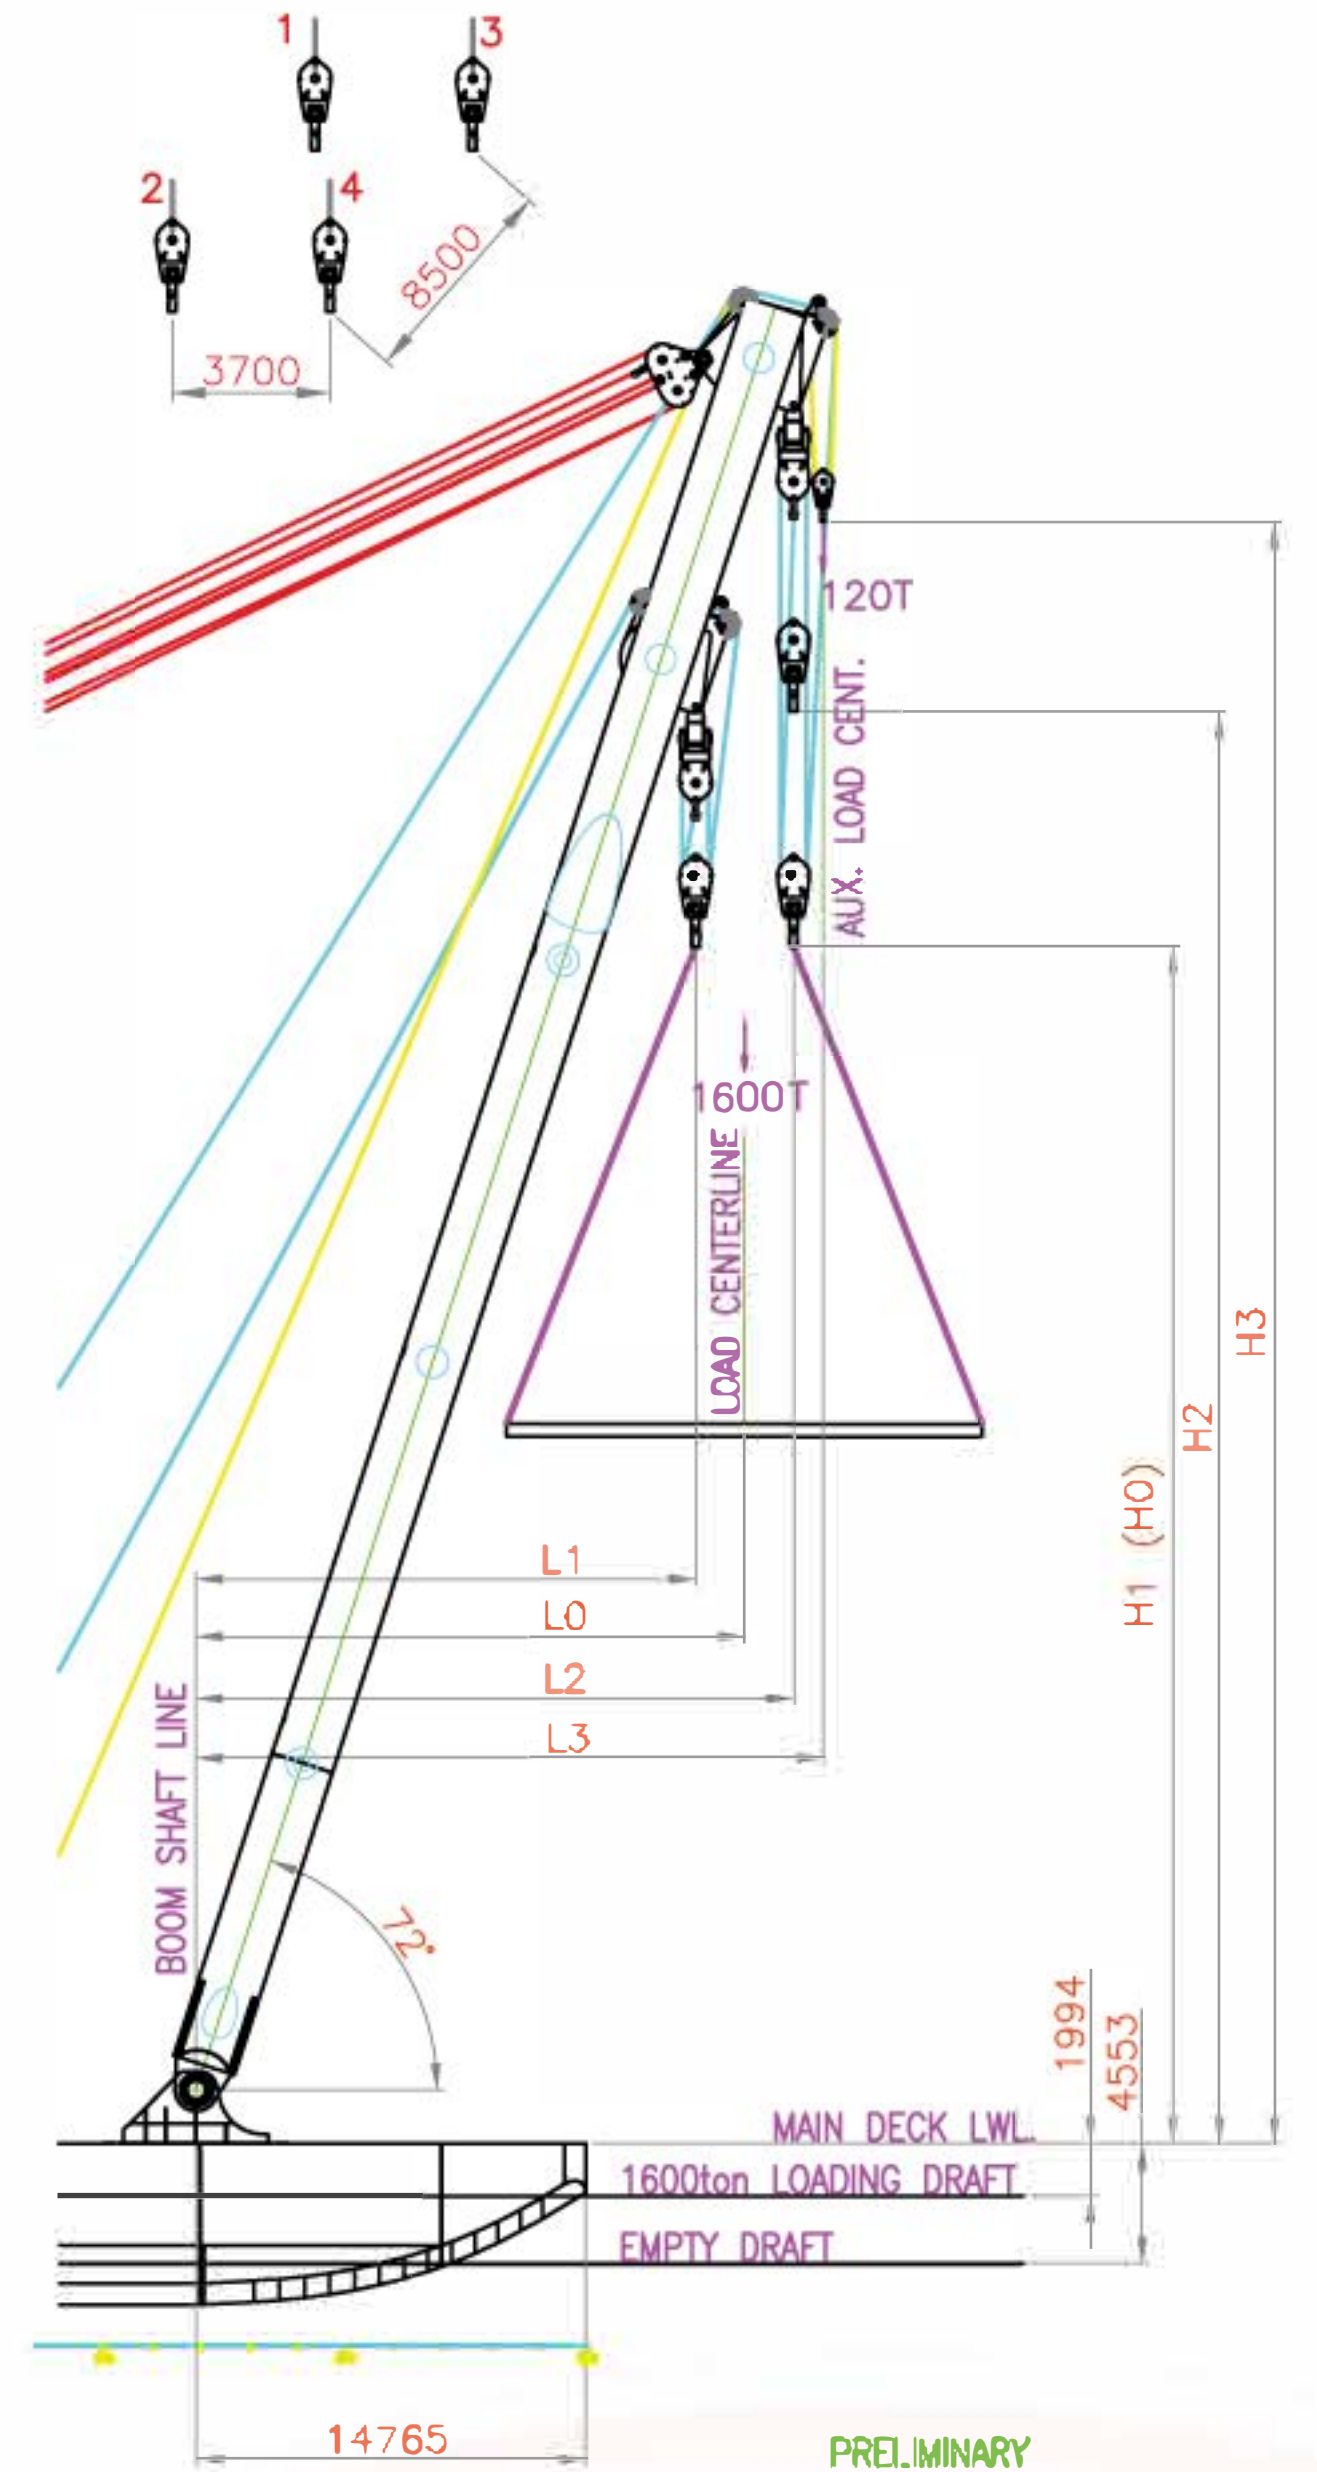 1
3
2
4
8500
3700
120T
AUX. LOAD CENT.
1600T
LOAD CENTERLINE
H3
H2
H1 (H0)
L1
L0
L2
L3
BOOM SHAFT LINE
72°
1994
4553
MAIN DECK LWL.
1600ton LOADING DRAFT
EMPTY DRAFT
14765
PRELIMINARY